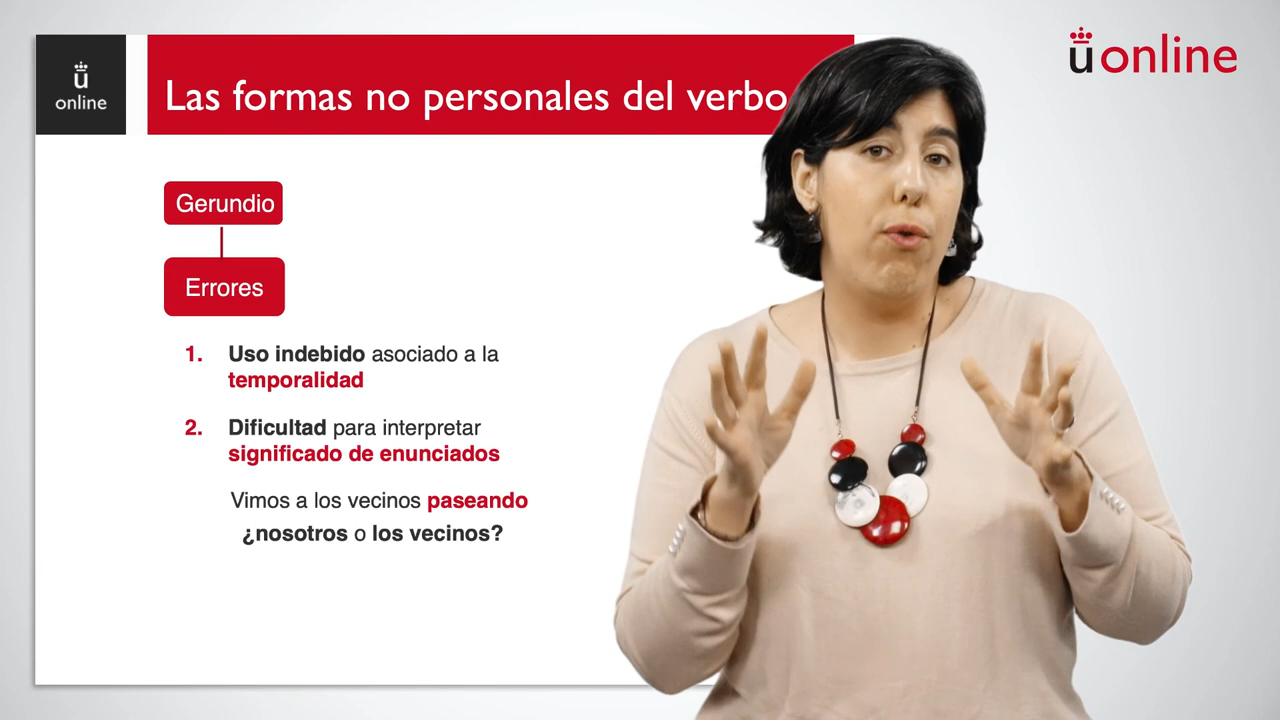 ü
online
Las formas no personales del verbo
üonline
Gerundio
Errores
1. Uso indebido asociado a la
temporalidad
2. Dificultad para interpretar
significado de enunciados
Vimos a los vecinos paseando
¿nosotros o los vecinos?